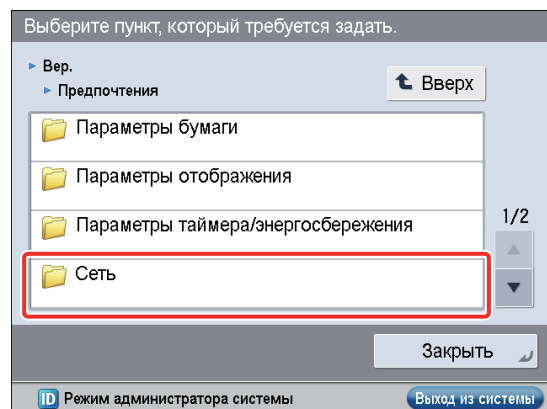 Выберите пункт, который требуется задать.
Вер.
Предпочтения
Вверх
Параметры бумаги
Параметры отображения
Параметры таймера/энергосбережения
Сеть
1/2
Закрыть
ID Режим администратора системы
Выход из системы